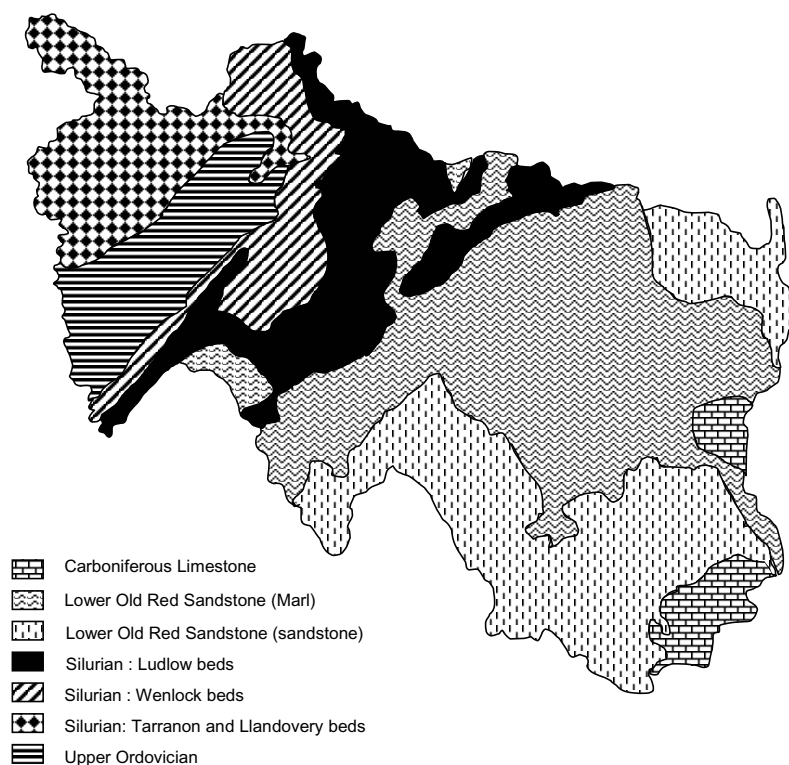 Carboniferous Limestone
Lower Old Red Sandstone (Marl)
Lower Old Red Sandstone (sandstone)
Silurian : Ludlow beds
Silurian : Wenlock beds
Silurian: Tarranon and Llandovery beds
Upper Ordovician